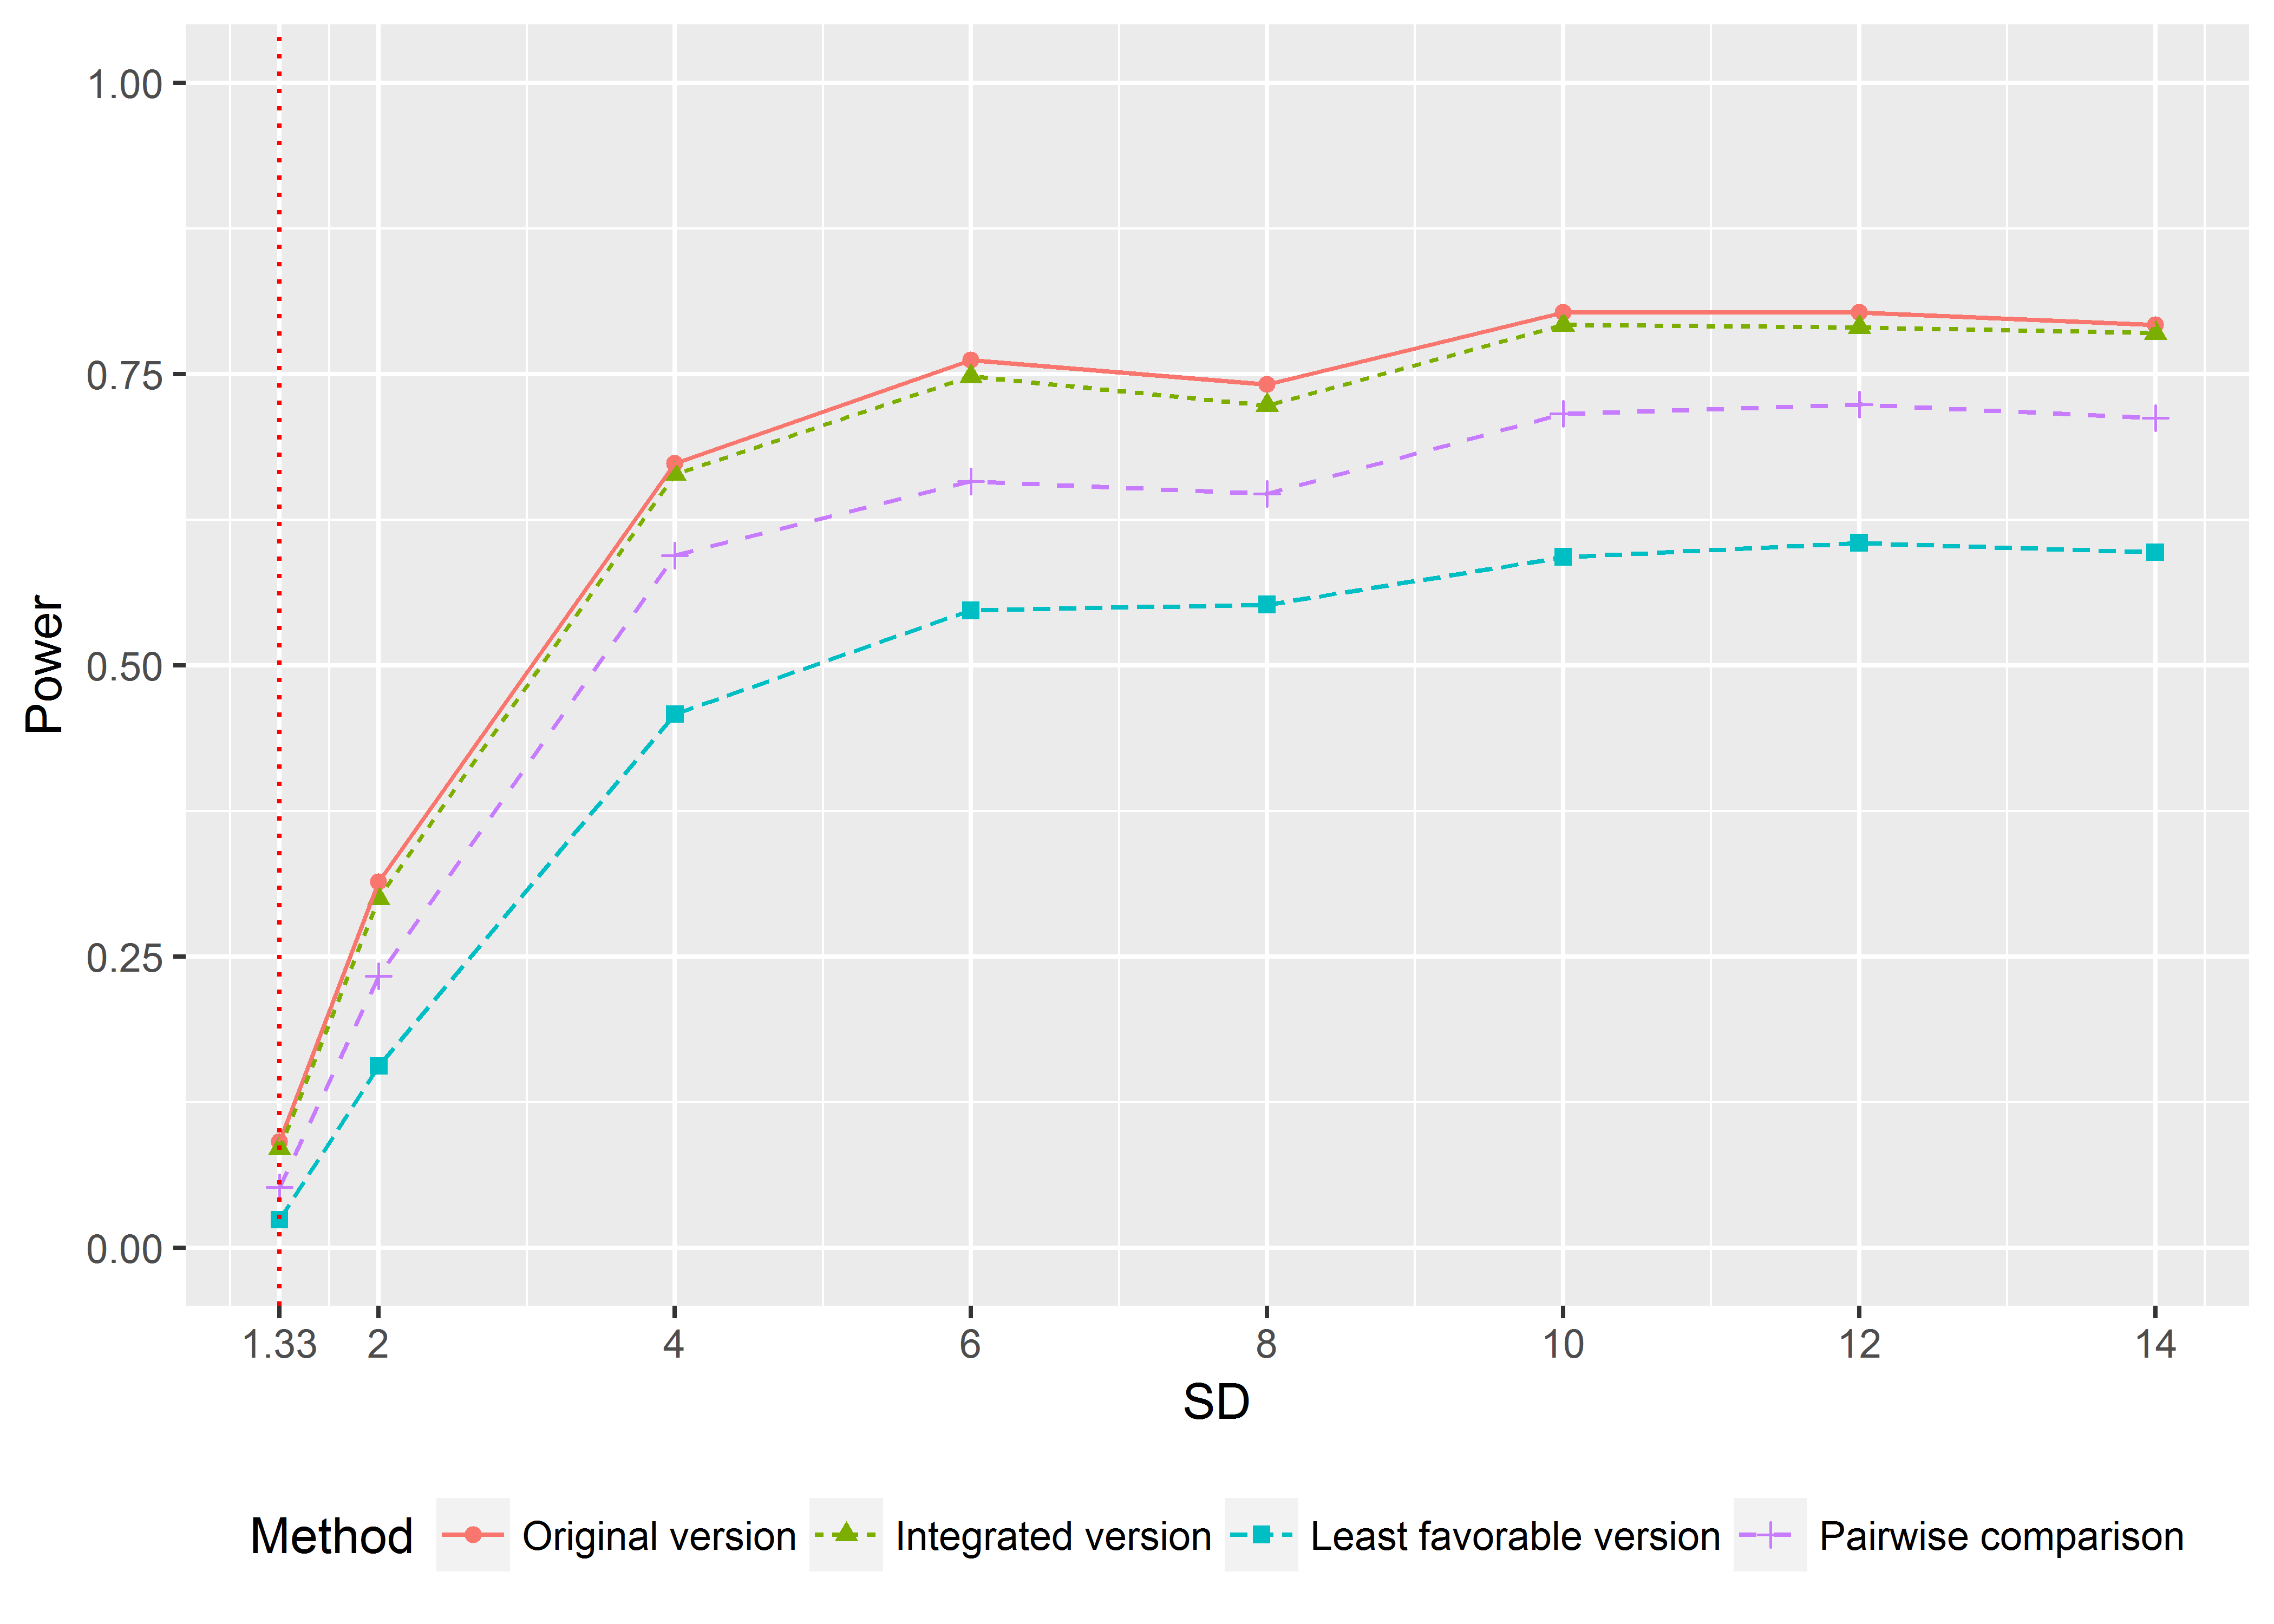 1.00
0.75
0.50
0.25
0.00
Power
1.33 2 4 6 8 10 12 14
SD
Method Original version Integrated version Least favorable version Pairwise comparison